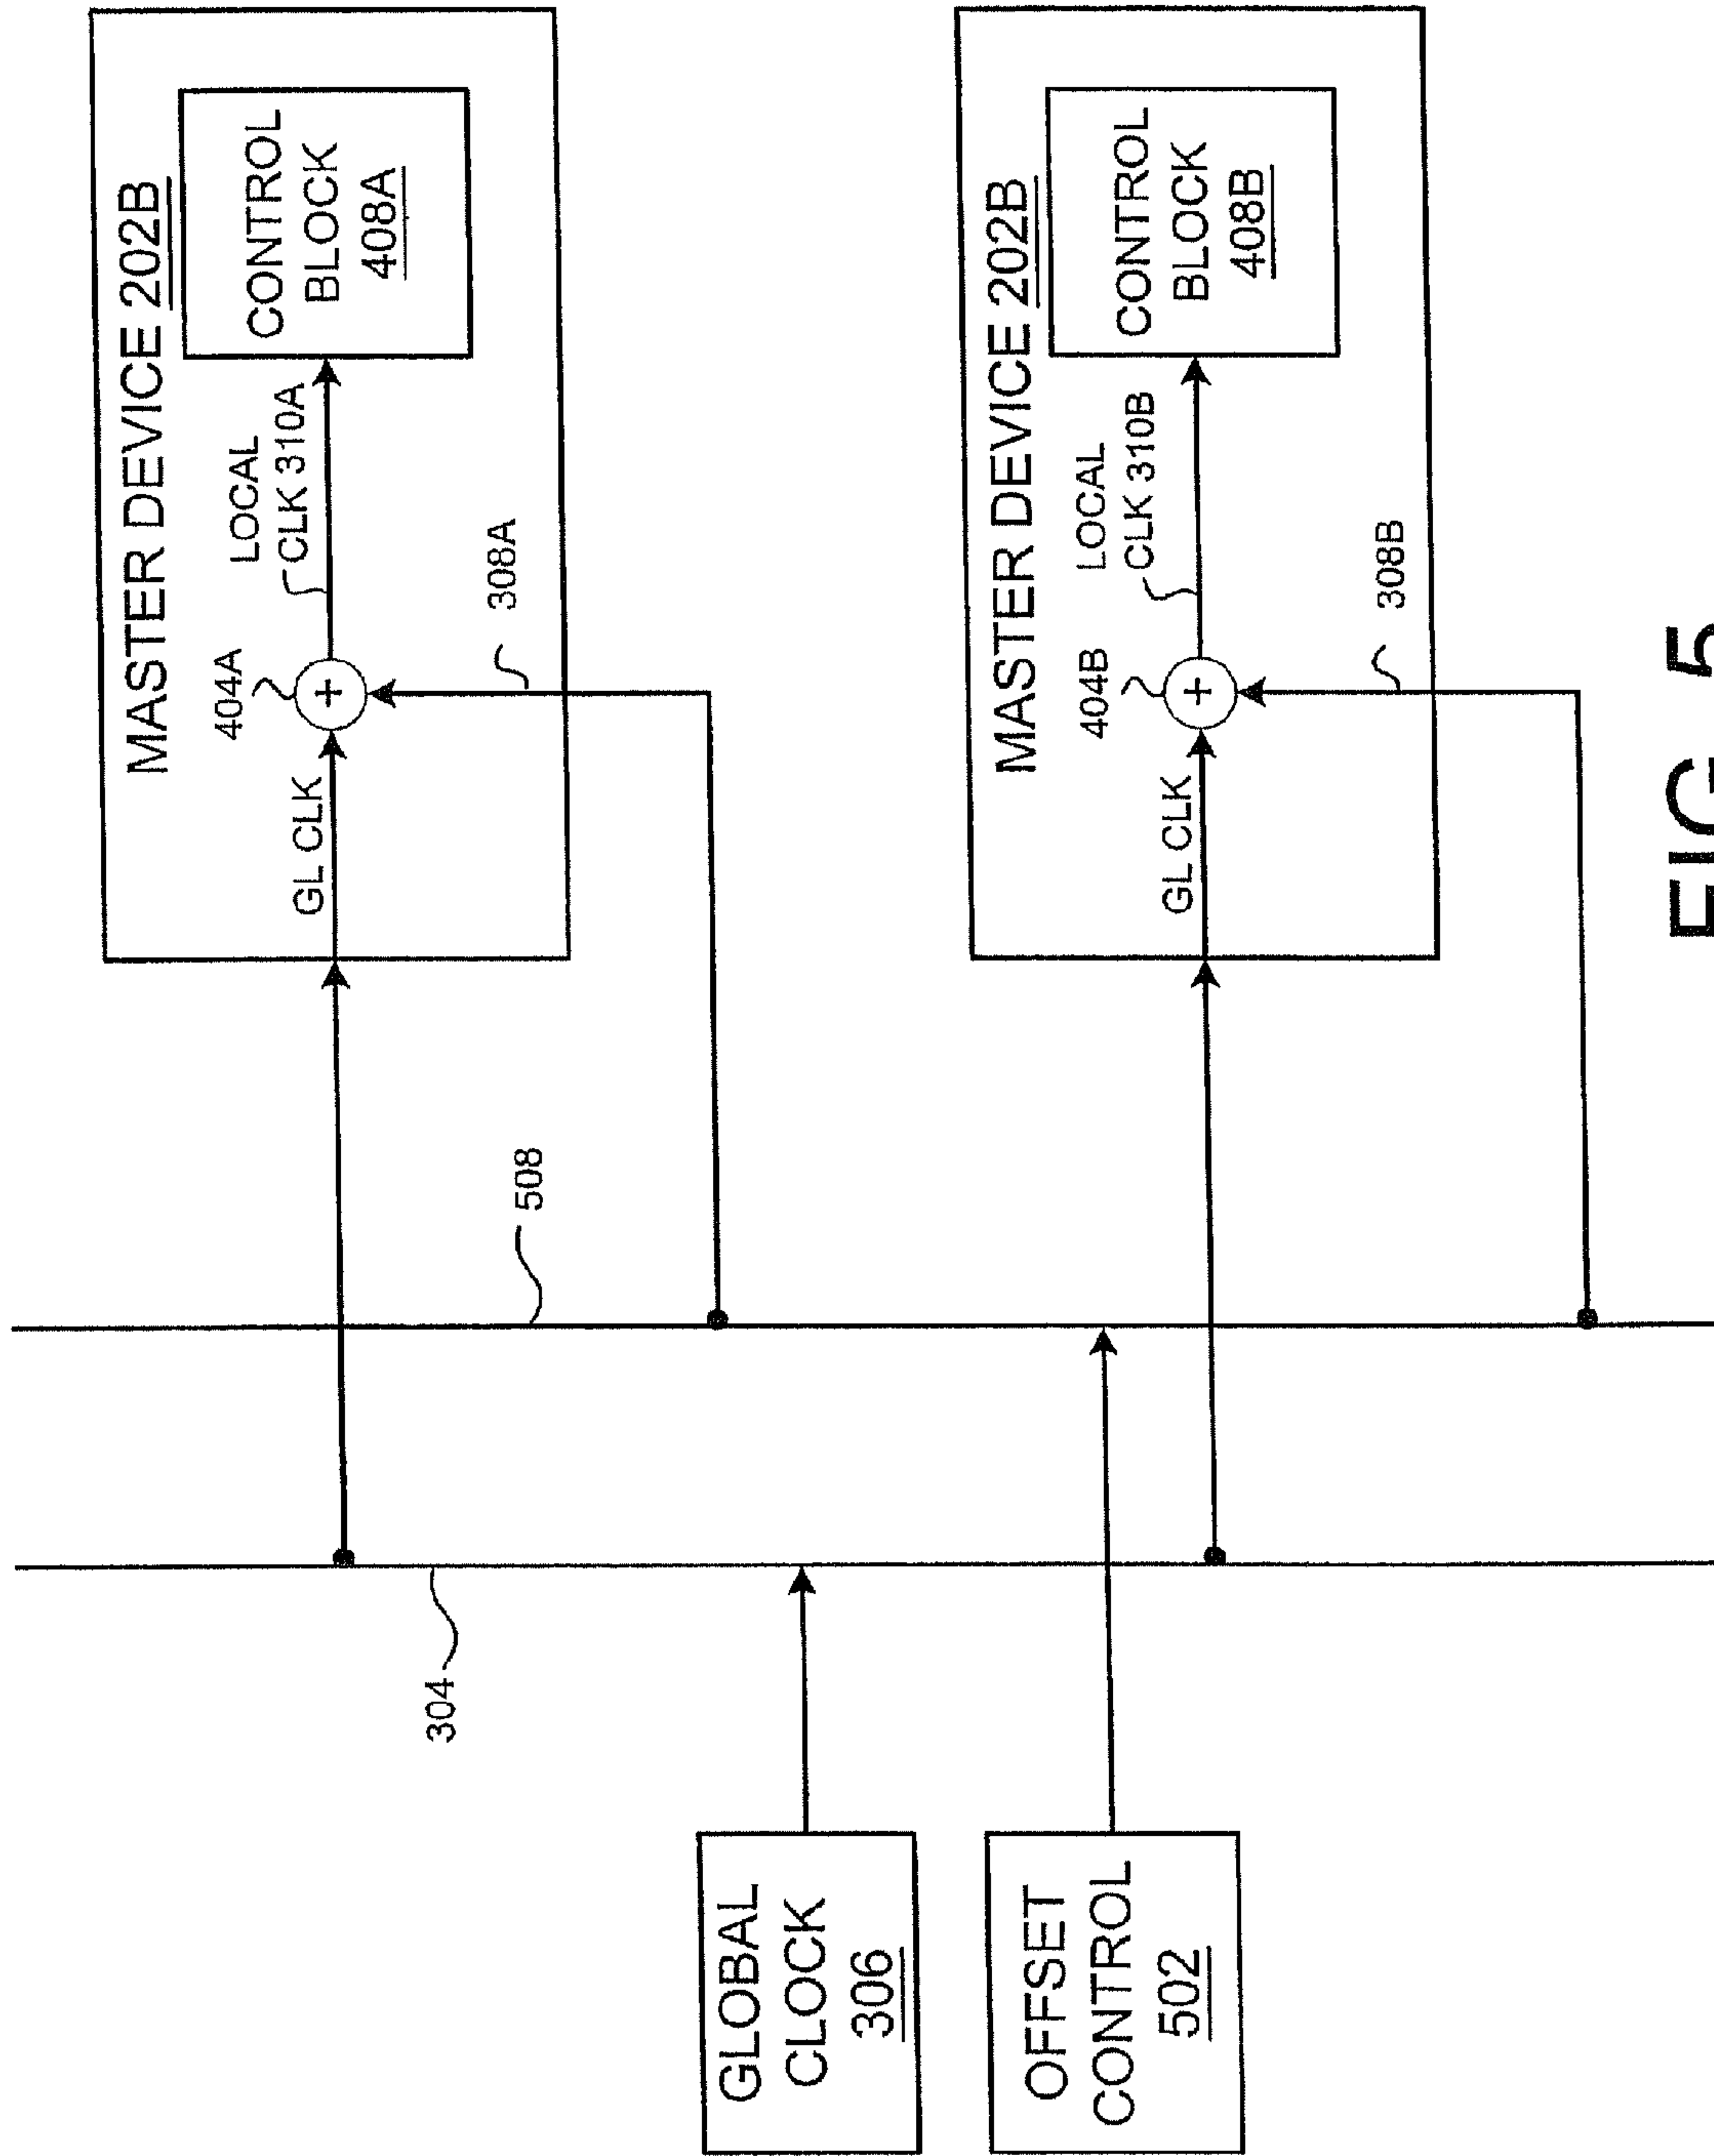 MASTER DEVICE 202B
CONTROL
BLOCK
408A
LOCAL
CLK 310A
404A
GL CLK
308A
508
304
GLOBAL
CLOCK
306
OFFSET
CONTROL
502
MASTER DEVICE 202B
CONTROL
BLOCK
408B
LOCAL
CLK 310B
404B
GL CLK
308B
FIG. 5